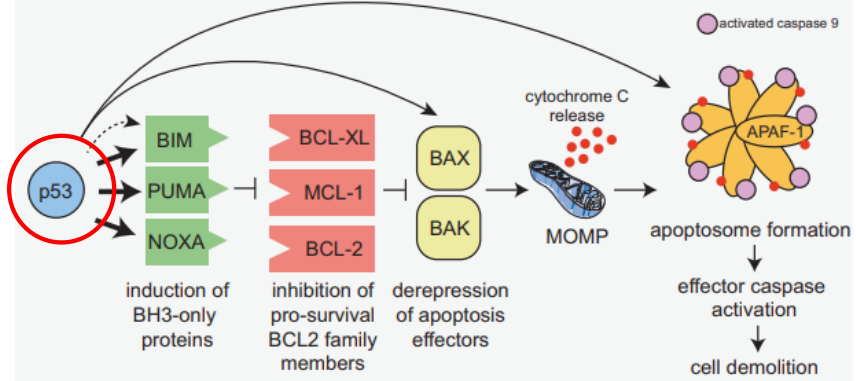 activated caspase 9
cytochrome C
release
p53
BIM
PUMA
NOXA
BCL-XL
MCL-1
BCL-2
BAX
BAK
MOMP
APAF-1
induction of
BH3-only
proteins
inhibition of
pro-survival
BCL2 family
members
derepression
of apoptosis
effectors
apoptosome formation
effector caspase
activation
cell demolition